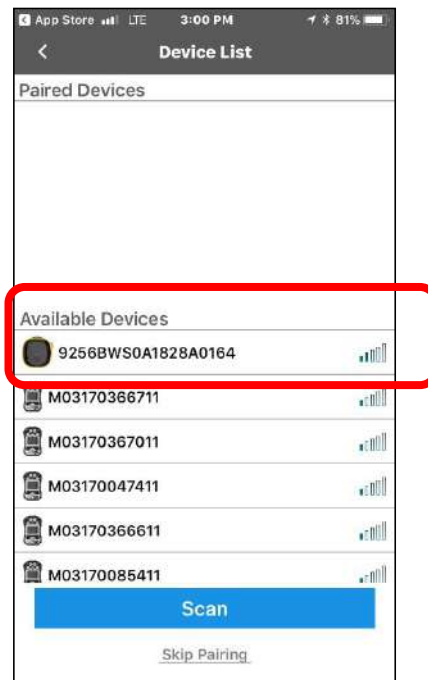 App Store LTE 3:00 PM 81%
Device List
Paired Devices
Available Devices
9256BWS0A1828A0164
M03170366711
M03170367011
M03170047411
M03170366611
M03170085411
Scan
Skip Pairing